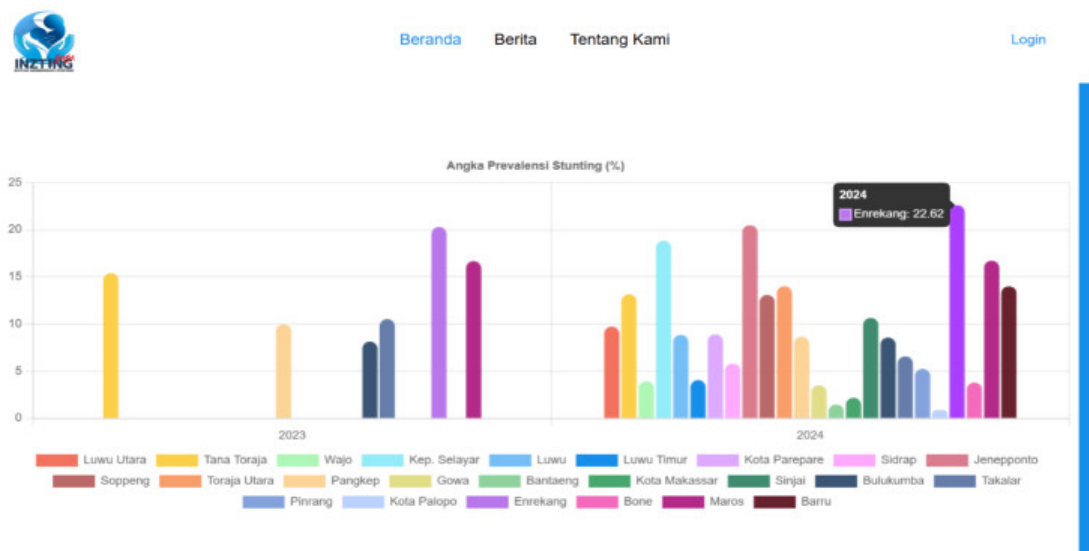 INZTING
Beranda Berita Tentang Kami Login
Angka Prevalensi Stunting (%)
25
20
15
10
5
0
2024
Enrekang: 22.62
2023 2024
Luwu Utara Tana Toraja Wajo Kep. Selayar Luwu Luwu Timur Kota Parepare Sidrap Jenepponto
Soppeng Toraja Utara Pangkep Gowa Bantaeng Kota Makassar Sinjai Bulukumba Takalar
Pinrang Kota Palopo Enrekang Bone Maros Barru